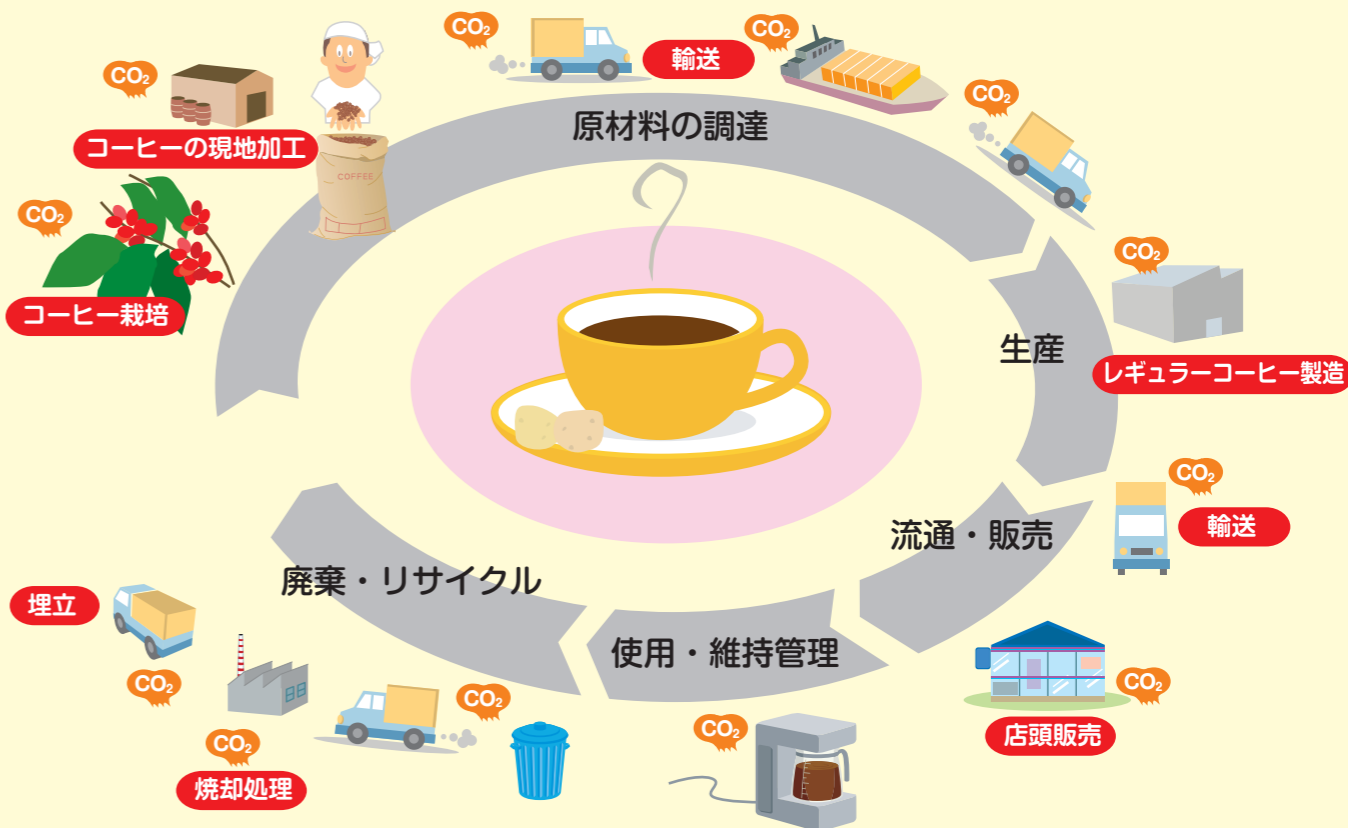 CO₂
コーヒー栽培
CO₂
コーヒーの現地加工
COFFEE
CO₂
輸送
CO₂
CO₂
原材料の調達
CO₂
生産
レギュラーコーヒー製造
CO₂
輸送
流通・販売
CO₂
店頭販売
使用・維持管理
CO₂
廃棄・リサイクル
CO₂
CO₂
焼却処理
CO₂
埋立